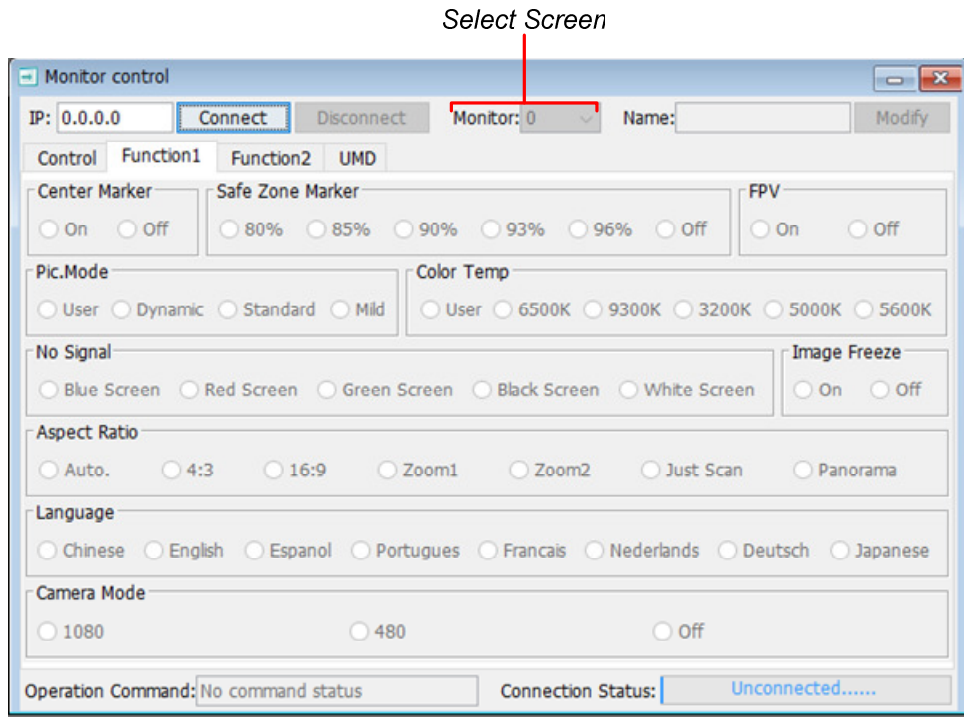 Select Screen
Monitor control
IP: 0.0.0.0 Connect Disconnect Monitor: 0 Name: Modify
Control Function1 Function2 UMD
Center Marker Safe Zone Marker FPV
On Off 80% 85% 90% 93% 96% Off On Off
Pic.Mode Color Temp
User Dynamic Standard Mild User 6500K 9300K 3200K 5000K 5600K
No Signal Image Freeze
Blue Screen Red Screen Green Screen Black Screen White Screen On Off
Aspect Ratio
Auto. 4:3 16:9 Zoom1 Zoom2 Just Scan Panorama
Language
Chinese English Espanol Portugues Francais Nederlands Deutsch Japanese
Camera Mode
1080 480 Off
Operation Command: No command status Connection Status: Unconnected......